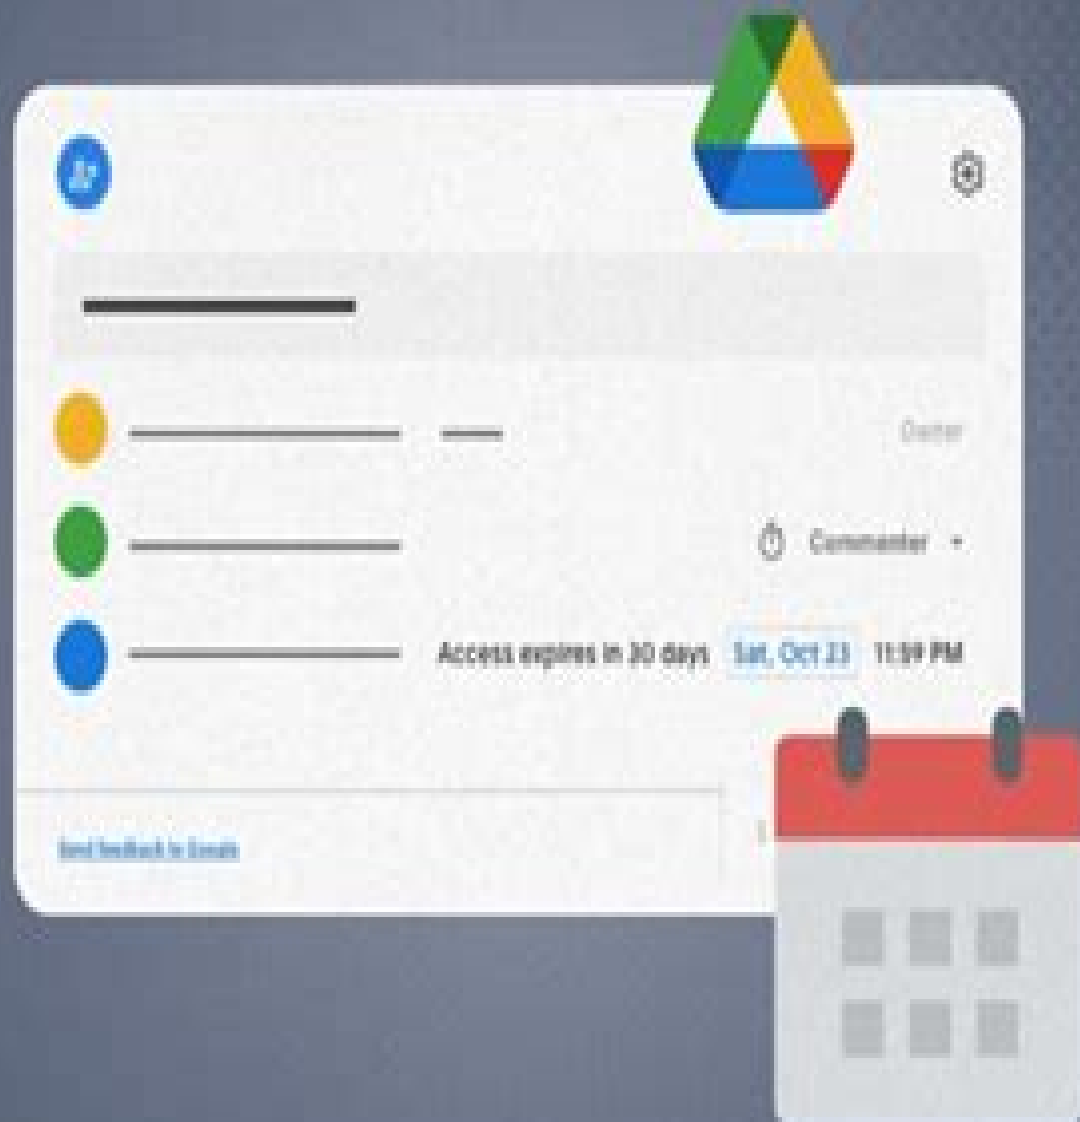 Owner
Commenter
Access expires in 30 days Sat, Oct 23 11:59 PM
Send feedback to Google